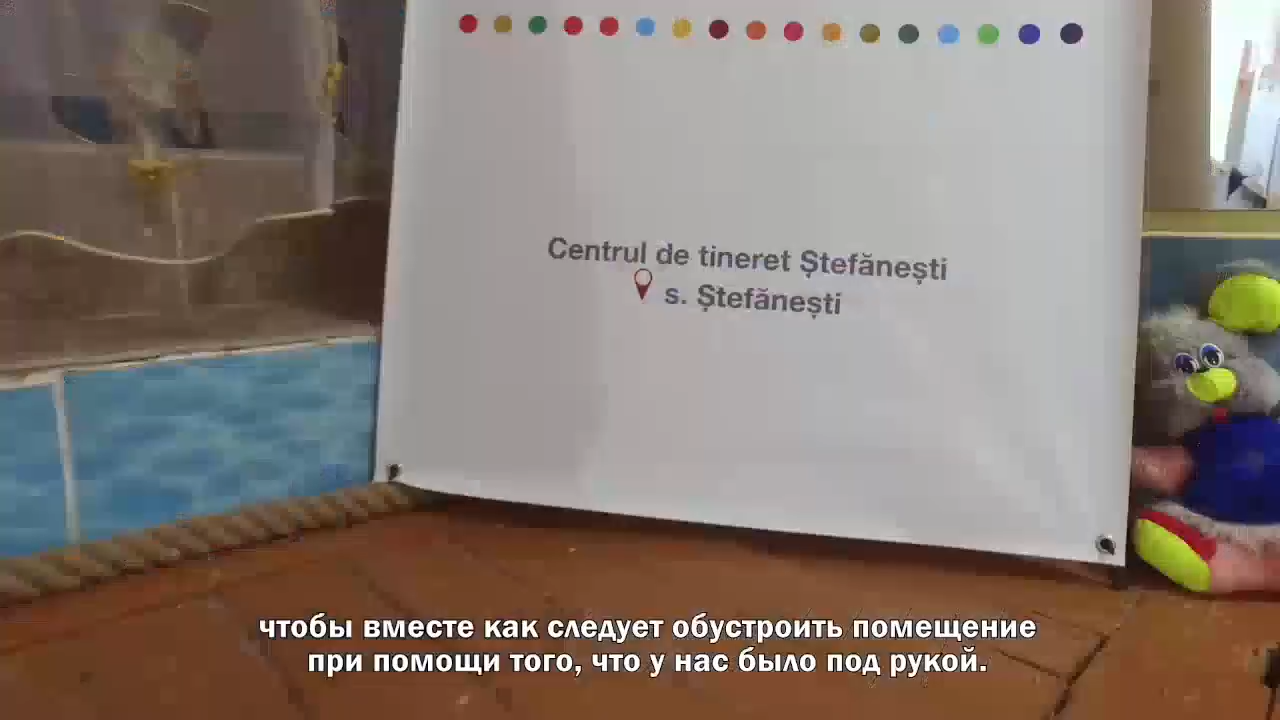 Centrul de tineret Ștefănești
s. Ștefănești
чтобы вместе как следует обустроить помещение
при помощи того, что у нас было под рукой.